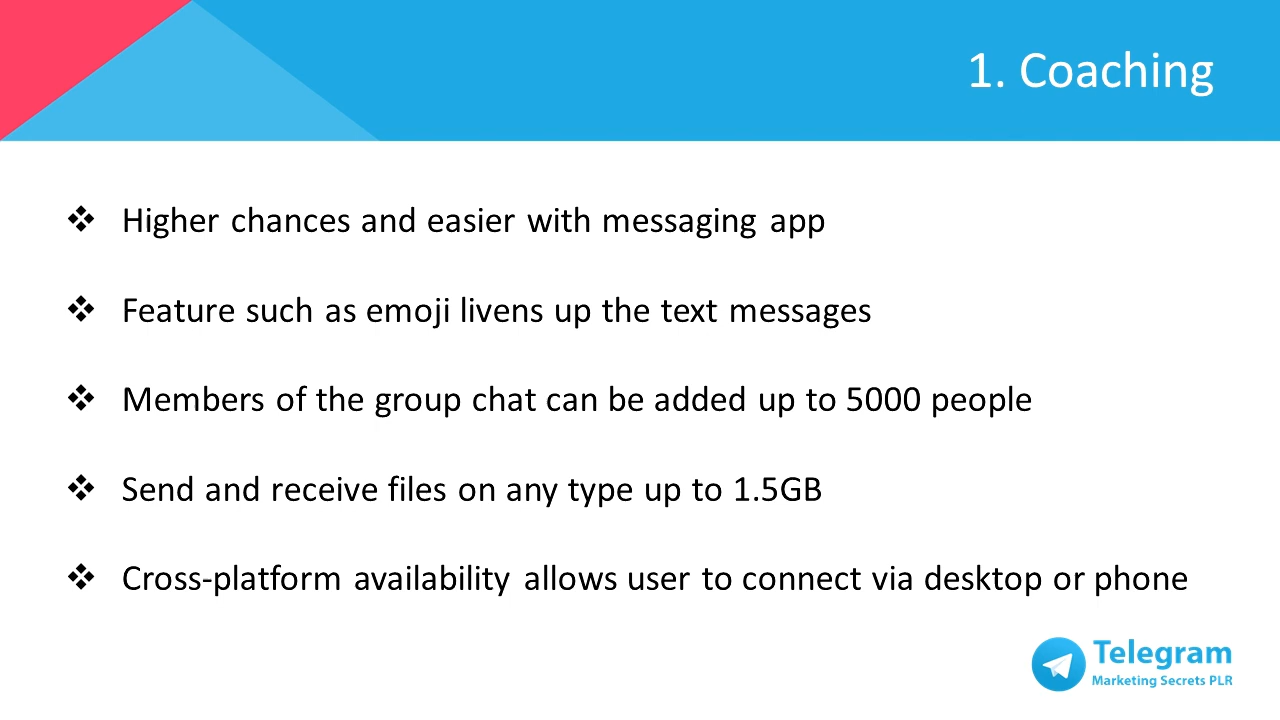 1. Coaching
❖ Higher chances and easier with messaging app
❖ Feature such as emoji livens up the text messages
❖ Members of the group chat can be added up to 5000 people
❖ Send and receive files on any type up to 1.5GB
❖ Cross-platform availability allows user to connect via desktop or phone
Telegram
Marketing Secrets PLR